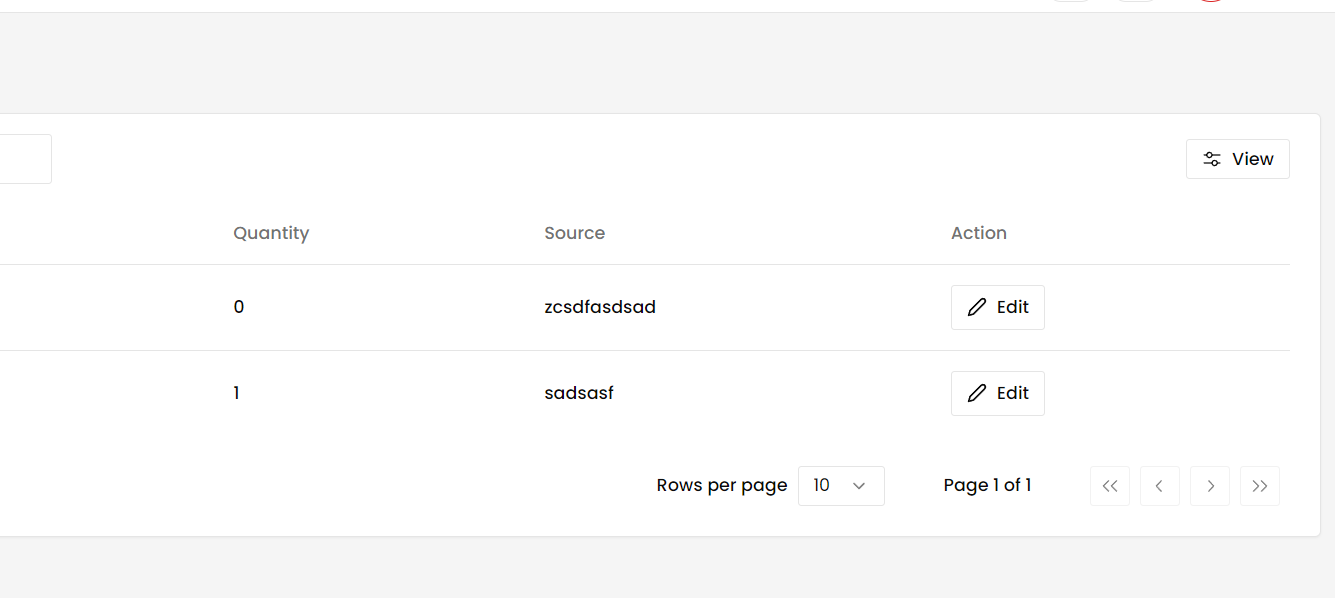 View
Quantity Source Action
0 zcsdfasdsad Edit
1 sadsasf Edit
Rows per page 10 Page 1 of 1